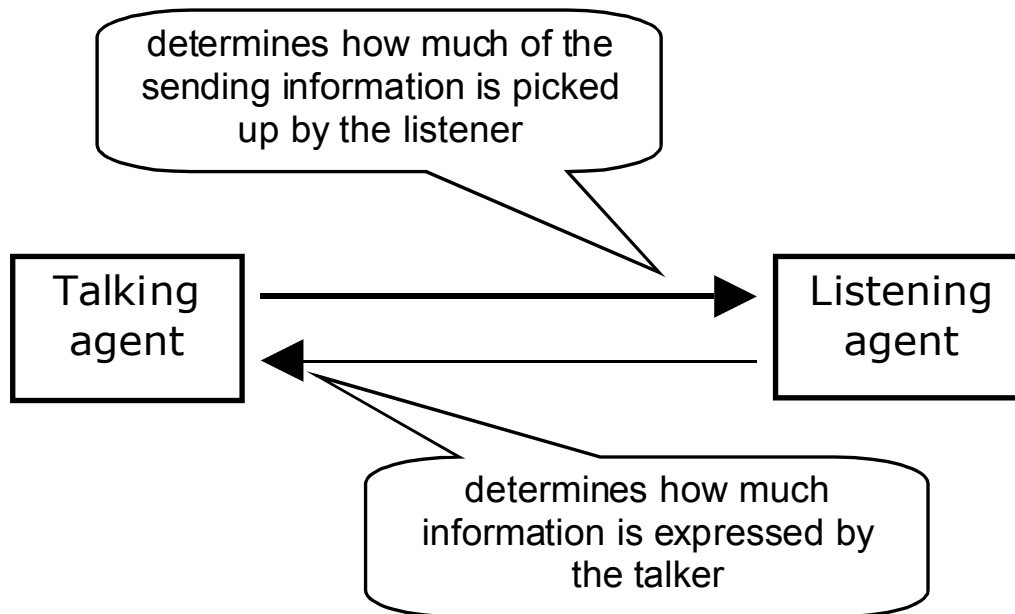 determines how much of the
sending information is picked
up by the listener
Talking
agent
Listening
agent
determines how much
information is expressed by
the talker